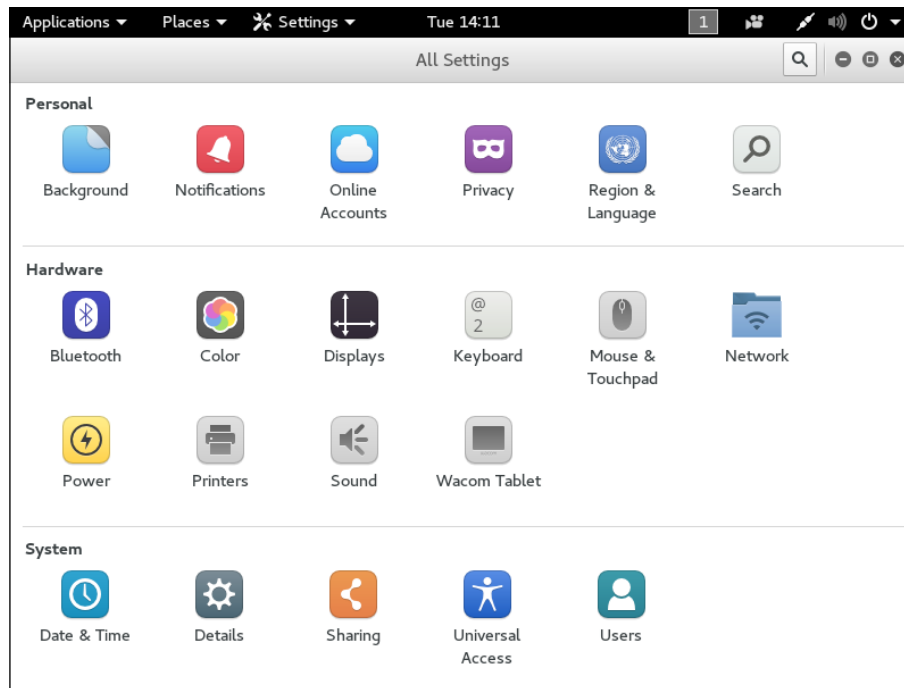 Applications Places Settings Tue 14:11 1
All Settings
Personal
Background Notifications Online Accounts Privacy Region & Language Search
Hardware
Bluetooth Color Displays @ 2 Keyboard Mouse & Touchpad Network
Power Printers Sound WACOM Wacom Tablet
System
Date & Time Details Sharing Universal Access Users